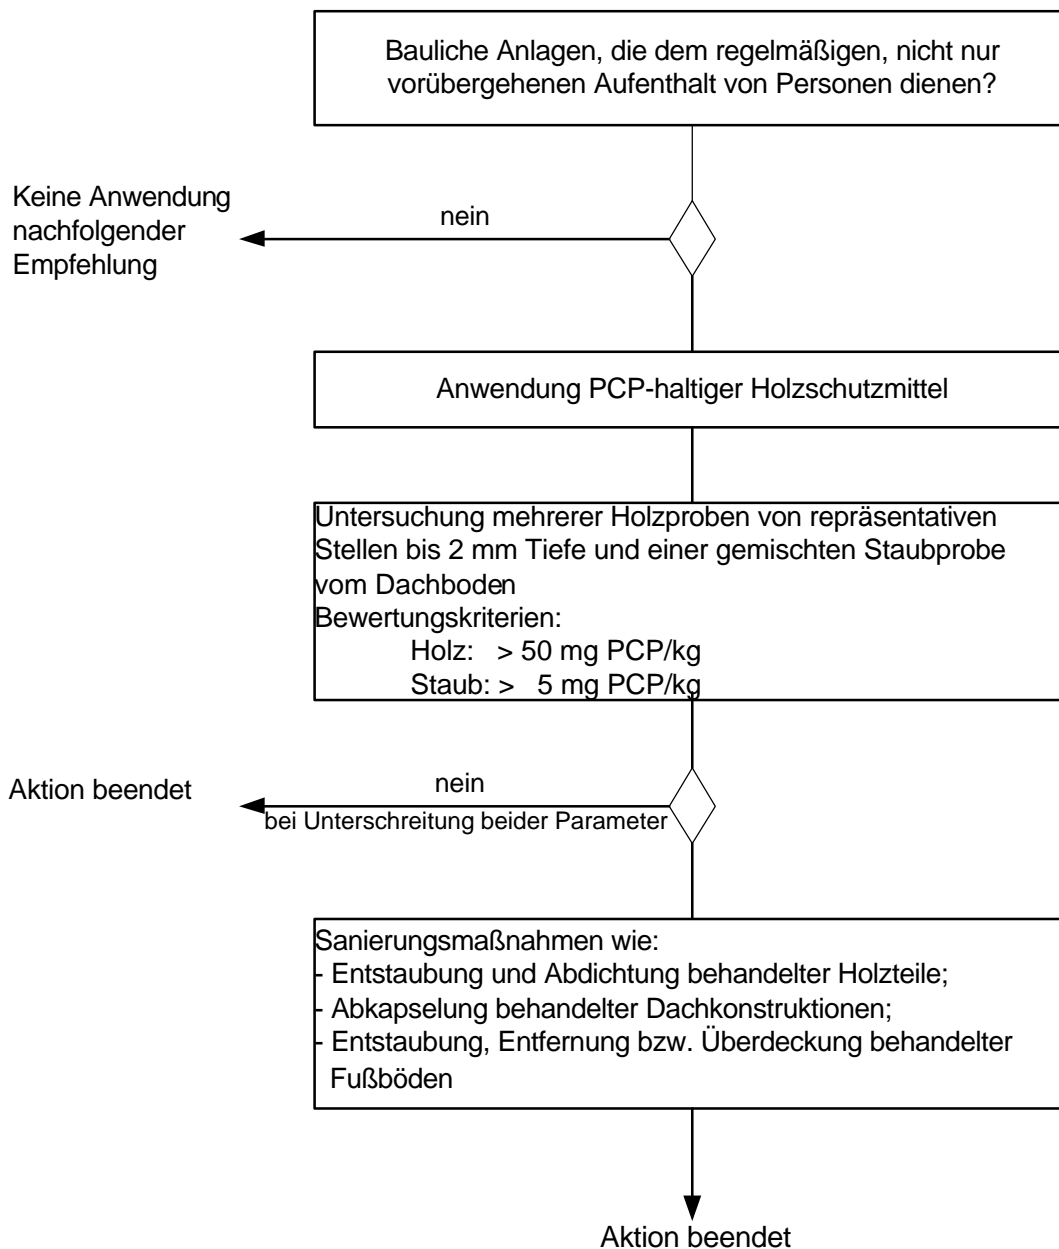 Bauliche Anlagen, die dem regelmäßigen, nicht nur
vorübergehenen Aufenthalt von Personen dienen?
Keine Anwendung
nachfolgender
Empfehlung
nein
Anwendung PCP-haltiger Holzschutzmittel
Untersuchung mehrerer Holzproben von repräsentativen
Stellen bis 2 mm Tiefe und einer gemischten Staubprobe
vom Dachboden
Bewertungskriterien:
Holz: > 50 mg PCP/kg
Staub: > 5 mg PCP/kg
Aktion beendet
nein
bei Unterschreitung beider Parameter
Sanierungsmaßnahmen wie:
- Entstaubung und Abdichtung behandelter Holzteile;
- Abkapselung behandelter Dachkonstruktionen;
- Entstaubung, Entfernung bzw. Überdeckung behandelter
Fußböden
Aktion beendet